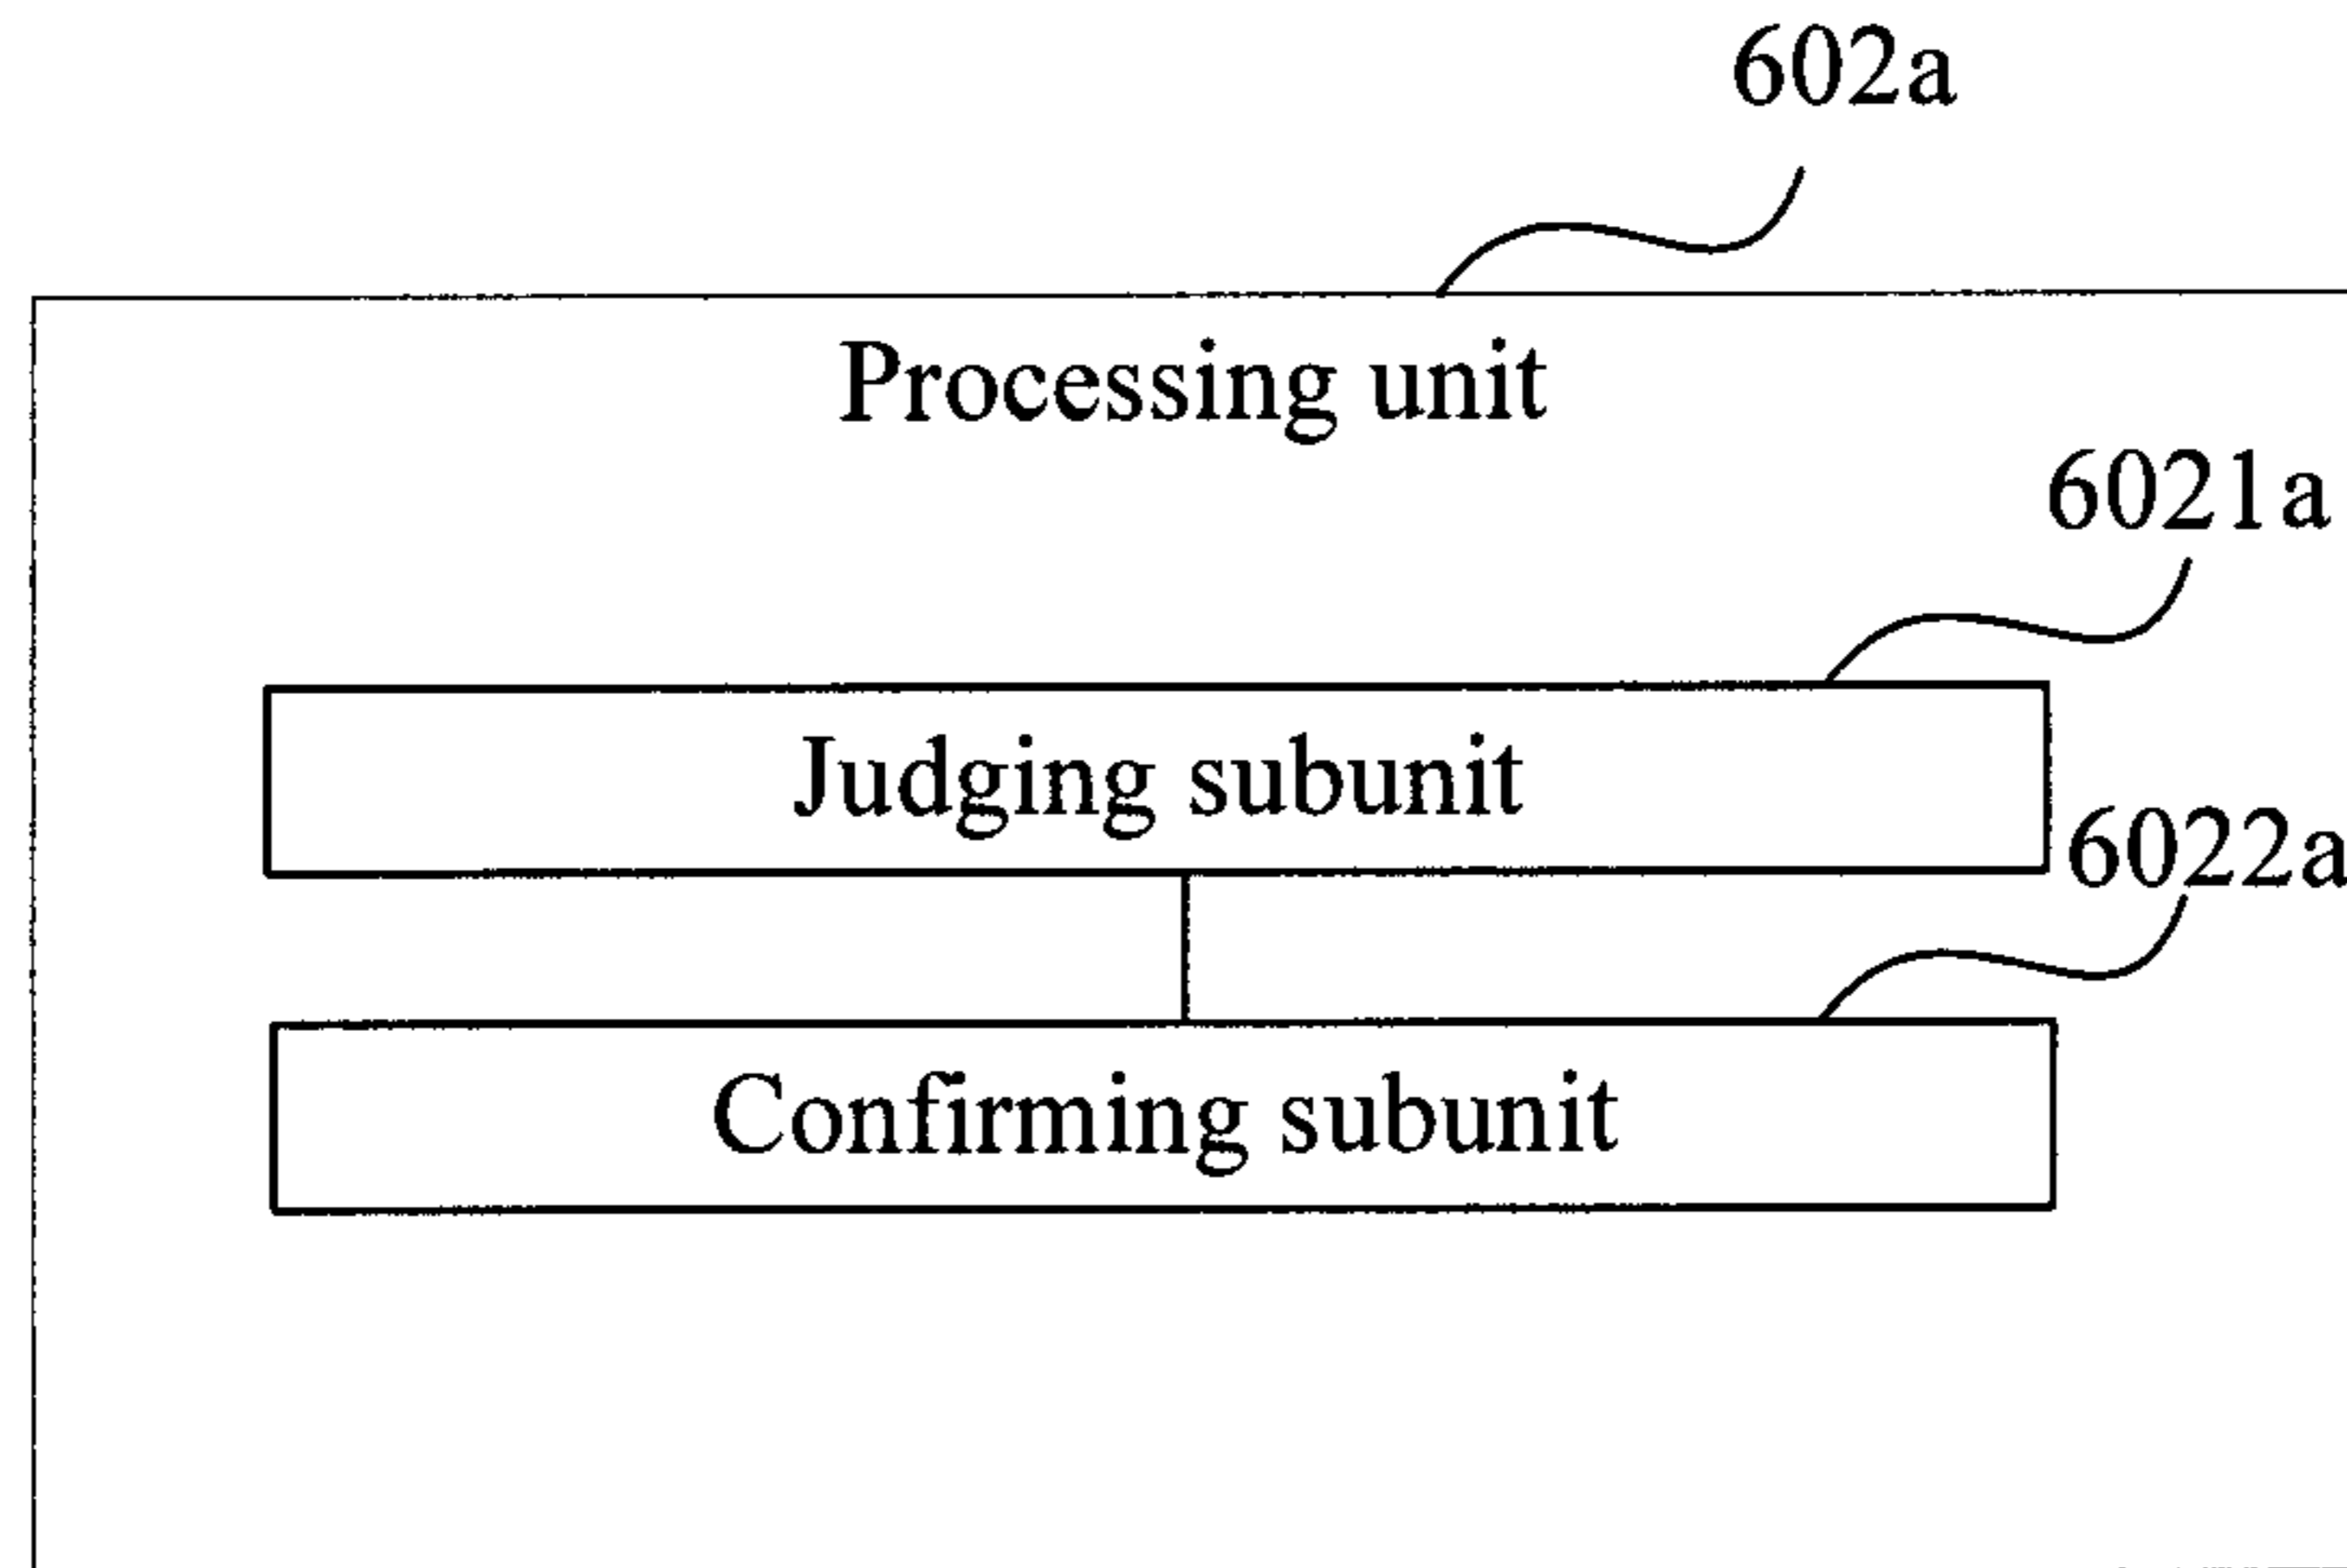 602a
Processing unit
6021a
Judging subunit
6022a
Confirming subunit